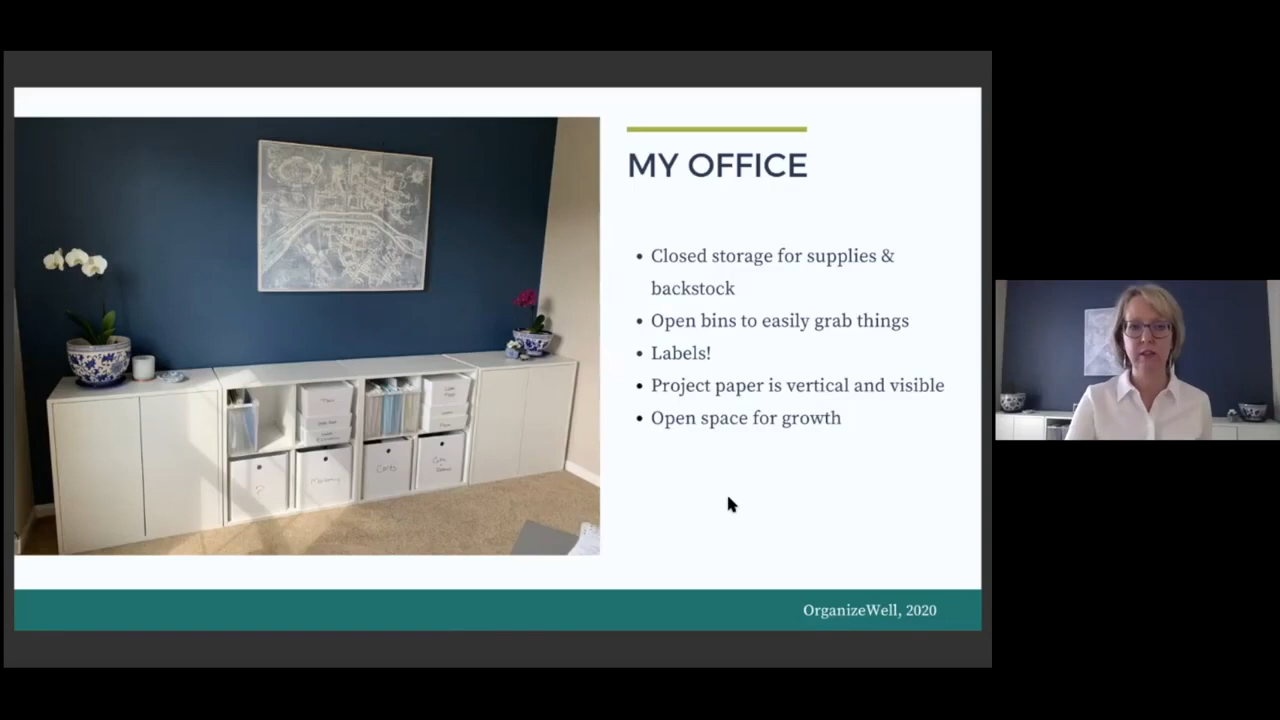 MY OFFICE
• Closed storage for supplies &
backstock
• Open bins to easily grab things
• Labels!
• Project paper is vertical and visible
• Open space for growth
?
Cords
OrganizeWell, 2020